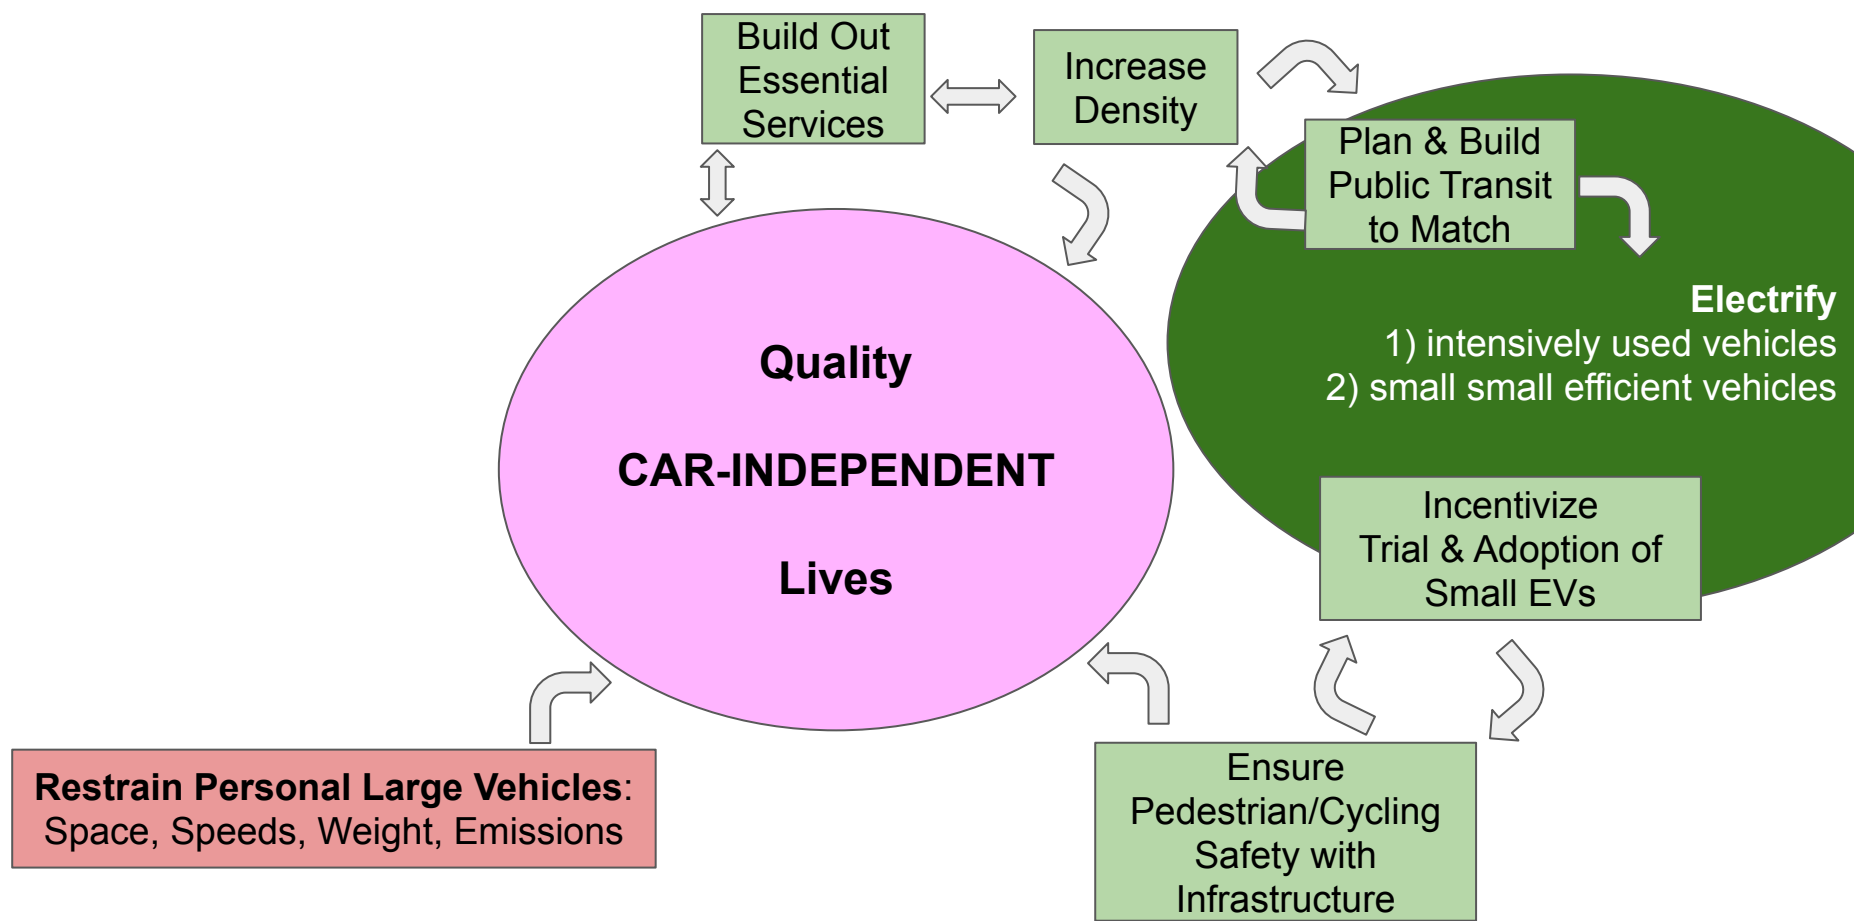 Build Out
Essential
Services
Increase
Density
Plan & Build
Public Transit
to Match
Electrify
1) intensively used vehicles
2) small small efficient vehicles
Quality
CAR-INDEPENDENT
Lives
Incentivize
Trial & Adoption of
Small EVs
Restrain Personal Large Vehicles:
Space, Speeds, Weight, Emissions
Ensure
Pedestrian/Cycling
Safety with
Infrastructure